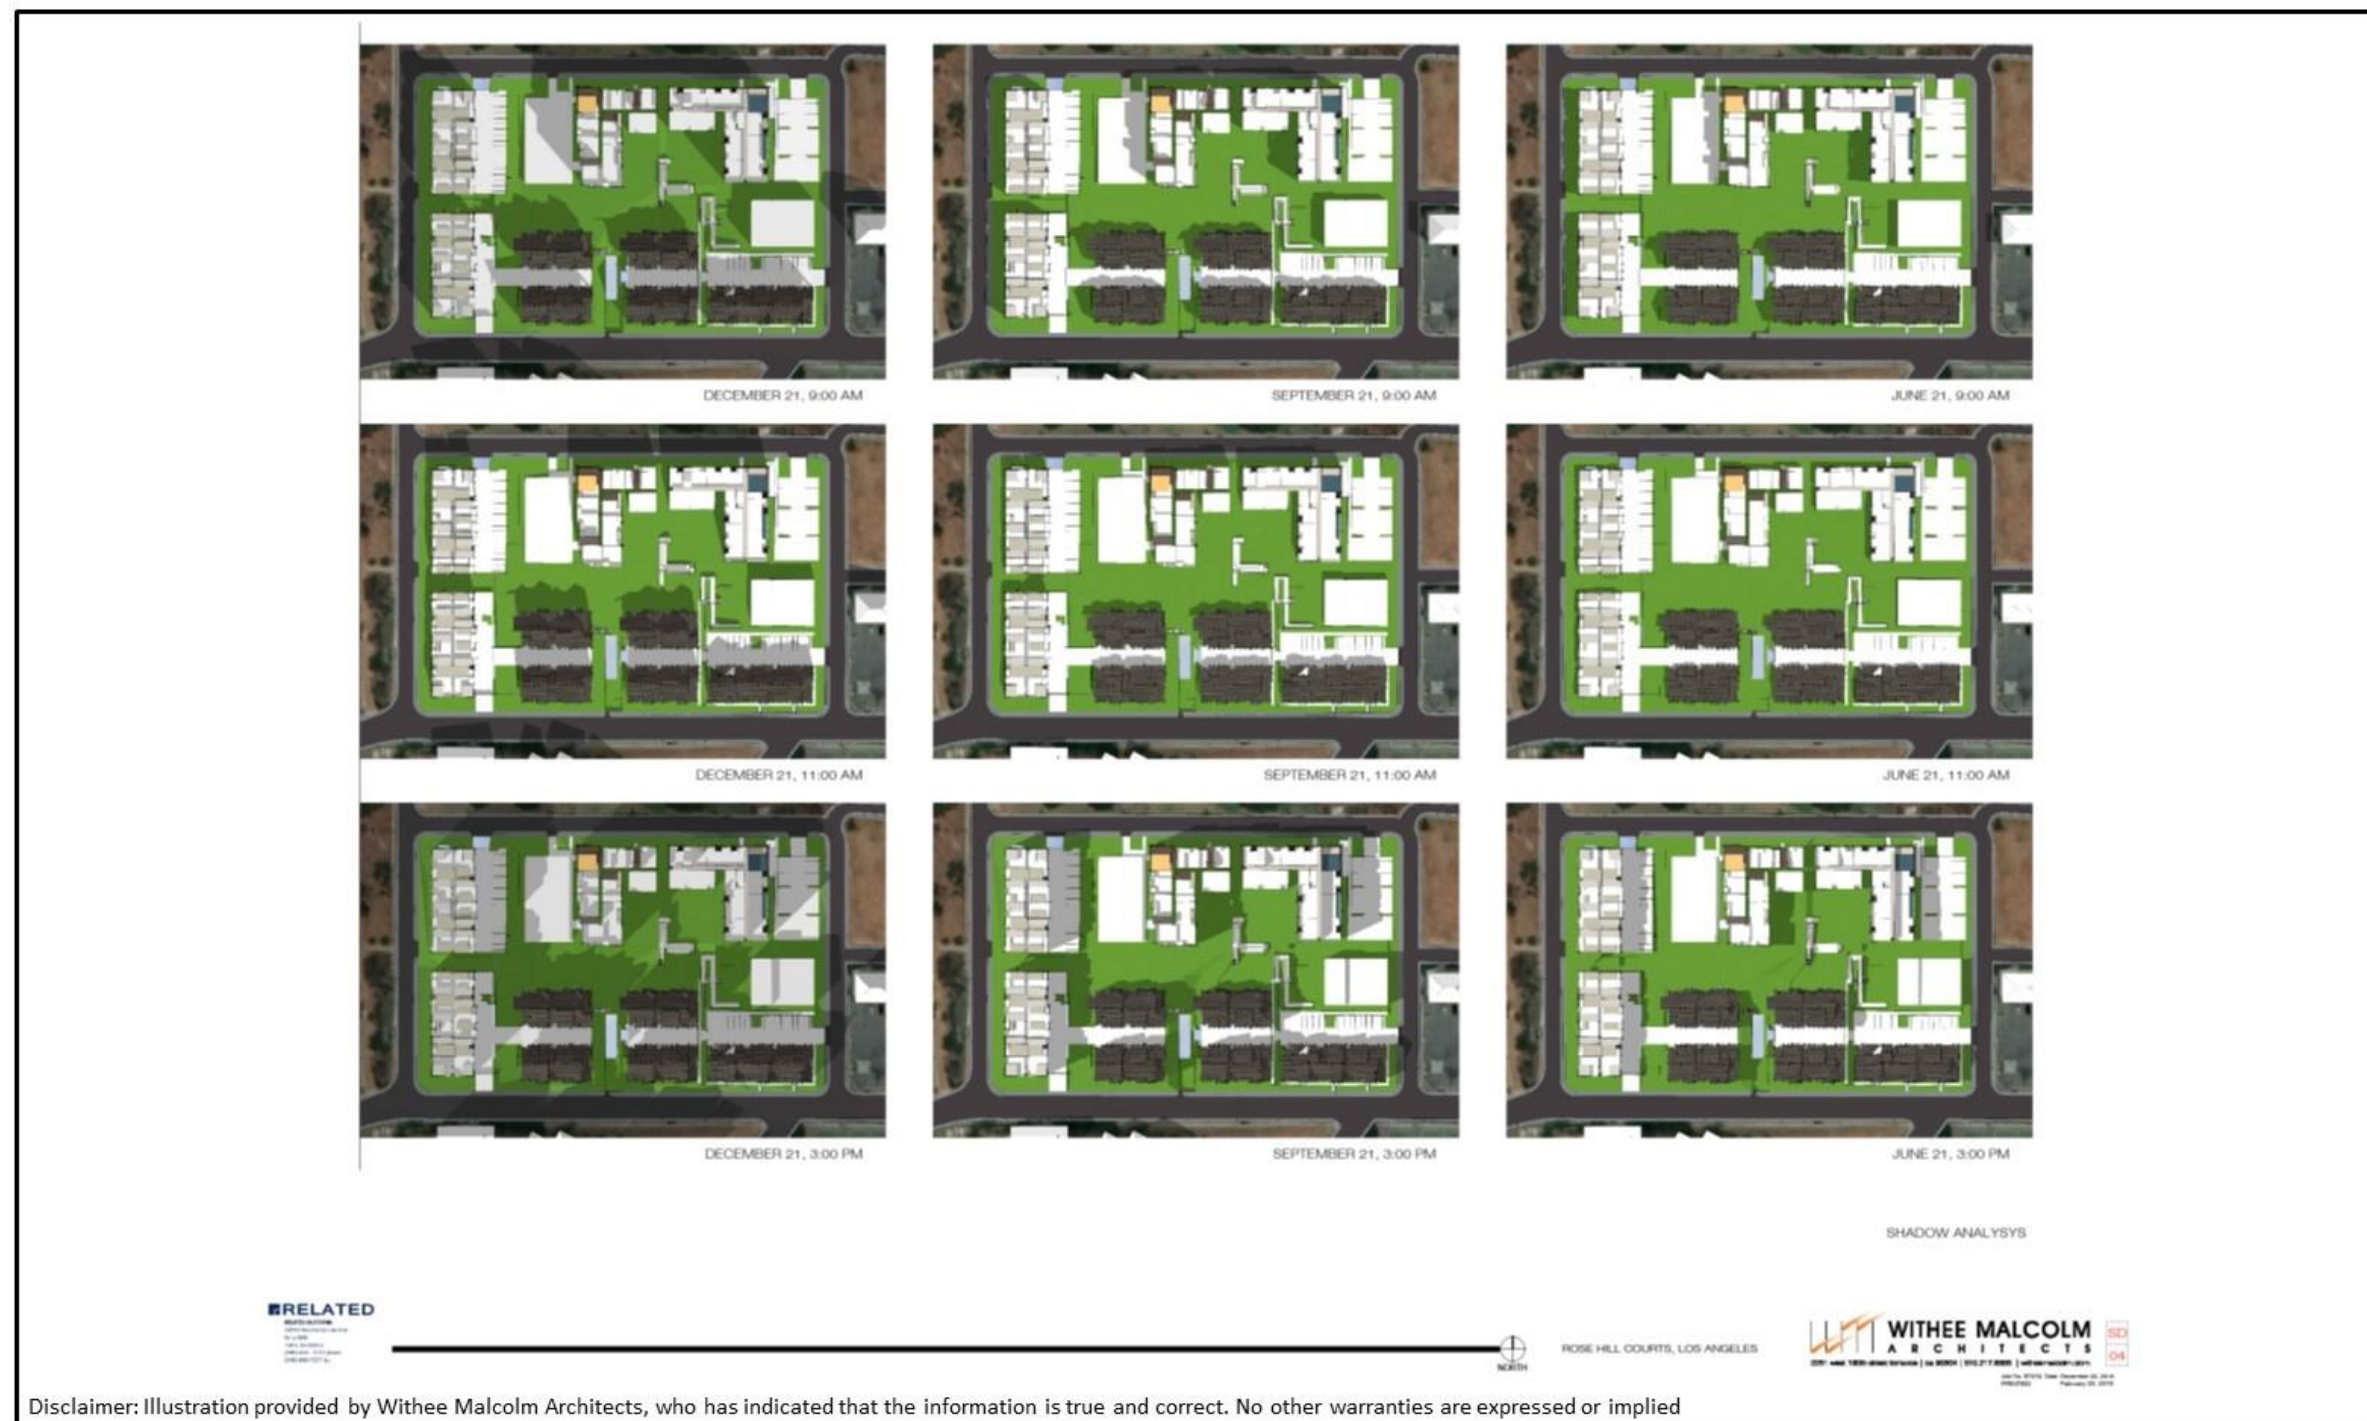 DECEMBER 21, 9:00 AM
SEPTEMBER 21, 9:00 AM
JUNE 21, 9:00 AM
DECEMBER 21, 11:00 AM
SEPTEMBER 21, 11:00 AM
JUNE 21, 11:00 AM
DECEMBER 21, 3:00 PM
SEPTEMBER 21, 3:00 PM
JUNE 21, 3:00 PM
SHADOW ANALYSYS
RELATED
NORTH
ROSE HILL COURTS, LOS ANGELES
WITHEE MALCOLM
ARCHITECTS
SD
04
Disclaimer: Illustration provided by Withee Malcolm Architects, who has indicated that the information is true and correct. No other warranties are expressed or implied